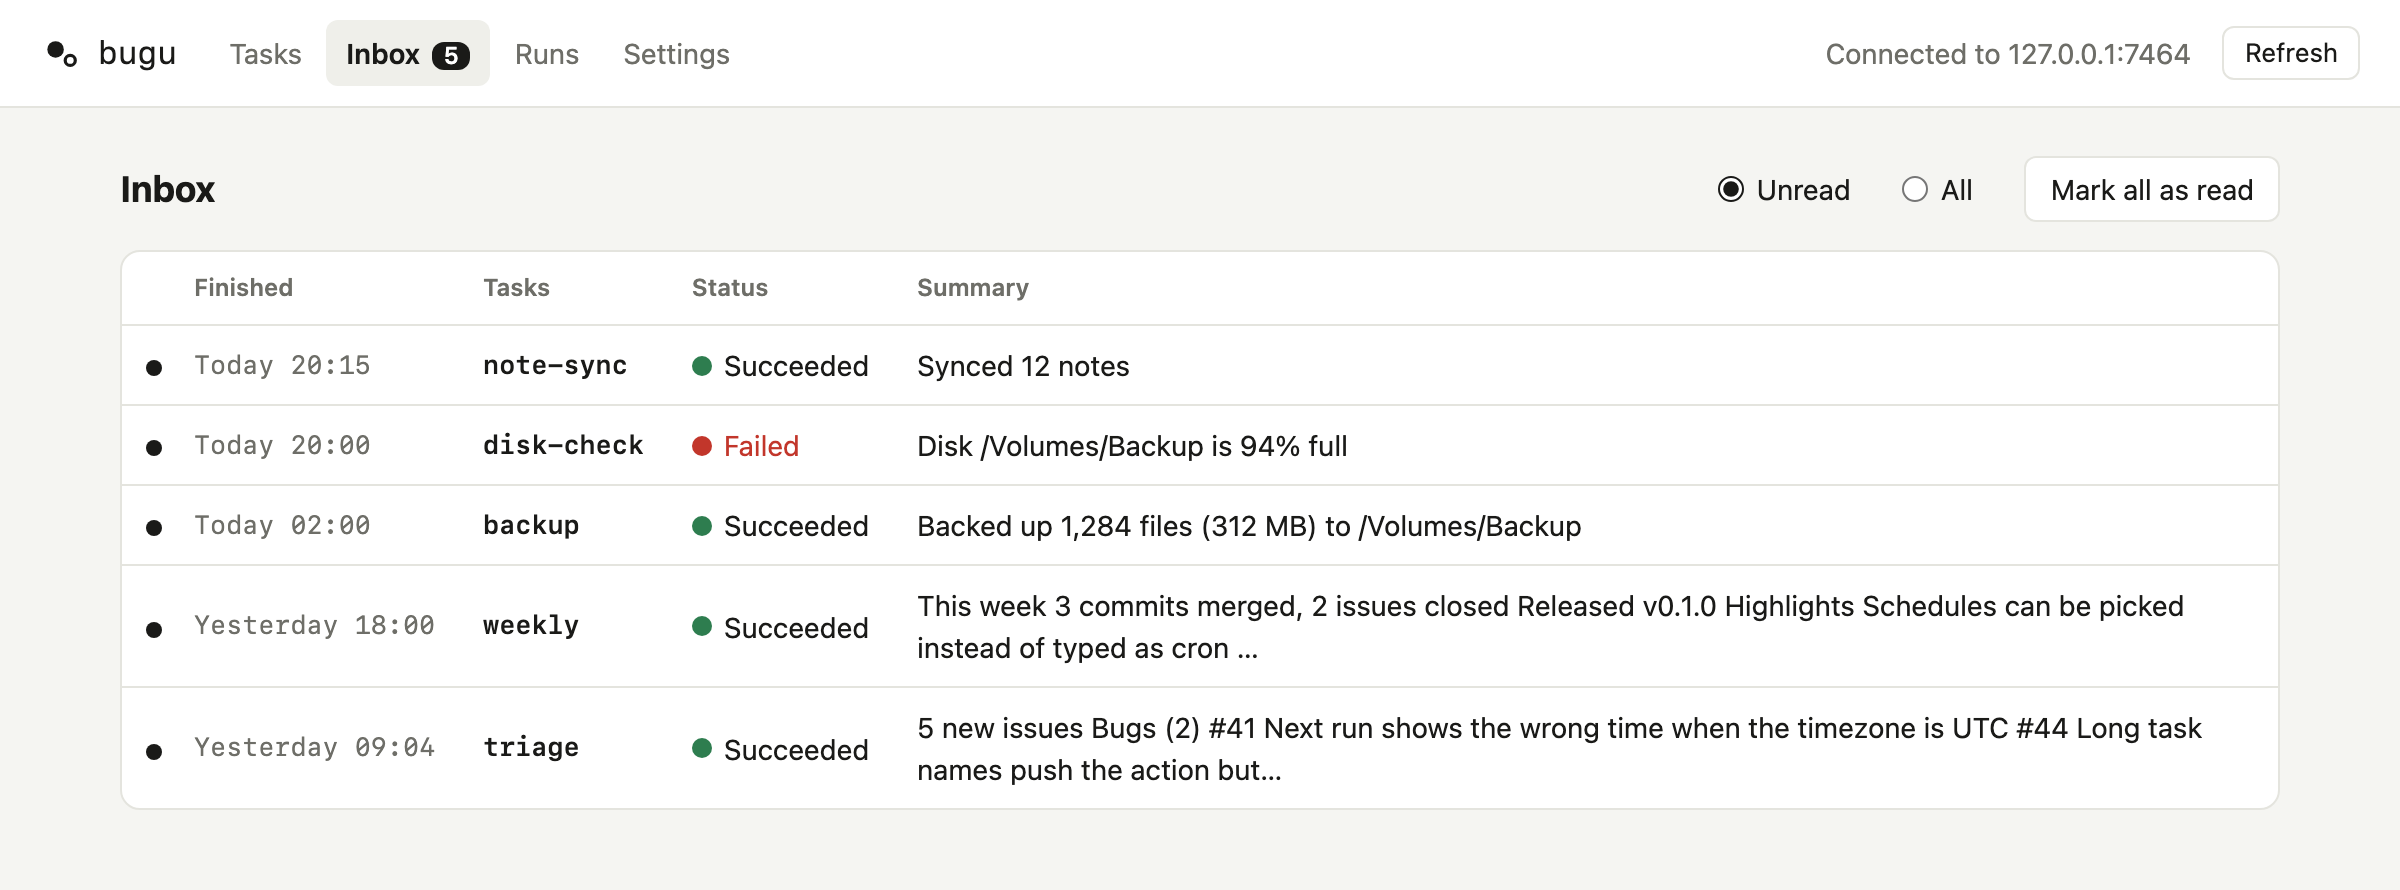 bugu Tasks Inbox 5 Runs Settings Connected to 127.0.0.1:7464 Refresh
Inbox Unread All Mark all as read
Finished Tasks Status Summary
Today 20:15 note-sync Succeeded Synced 12 notes
Today 20:00 disk-check Failed Disk /Volumes/Backup is 94% full
Today 02:00 backup Succeeded Backed up 1,284 files (312 MB) to /Volumes/Backup
Yesterday 18:00 weekly Succeeded This week 3 commits merged, 2 issues closed Released v0.1.0 Highlights Schedules can be picked
instead of typed as cron ...
Yesterday 09:04 triage Succeeded 5 new issues Bugs (2) #41 Next run shows the wrong time when the timezone is UTC #44 Long task
names push the action but...